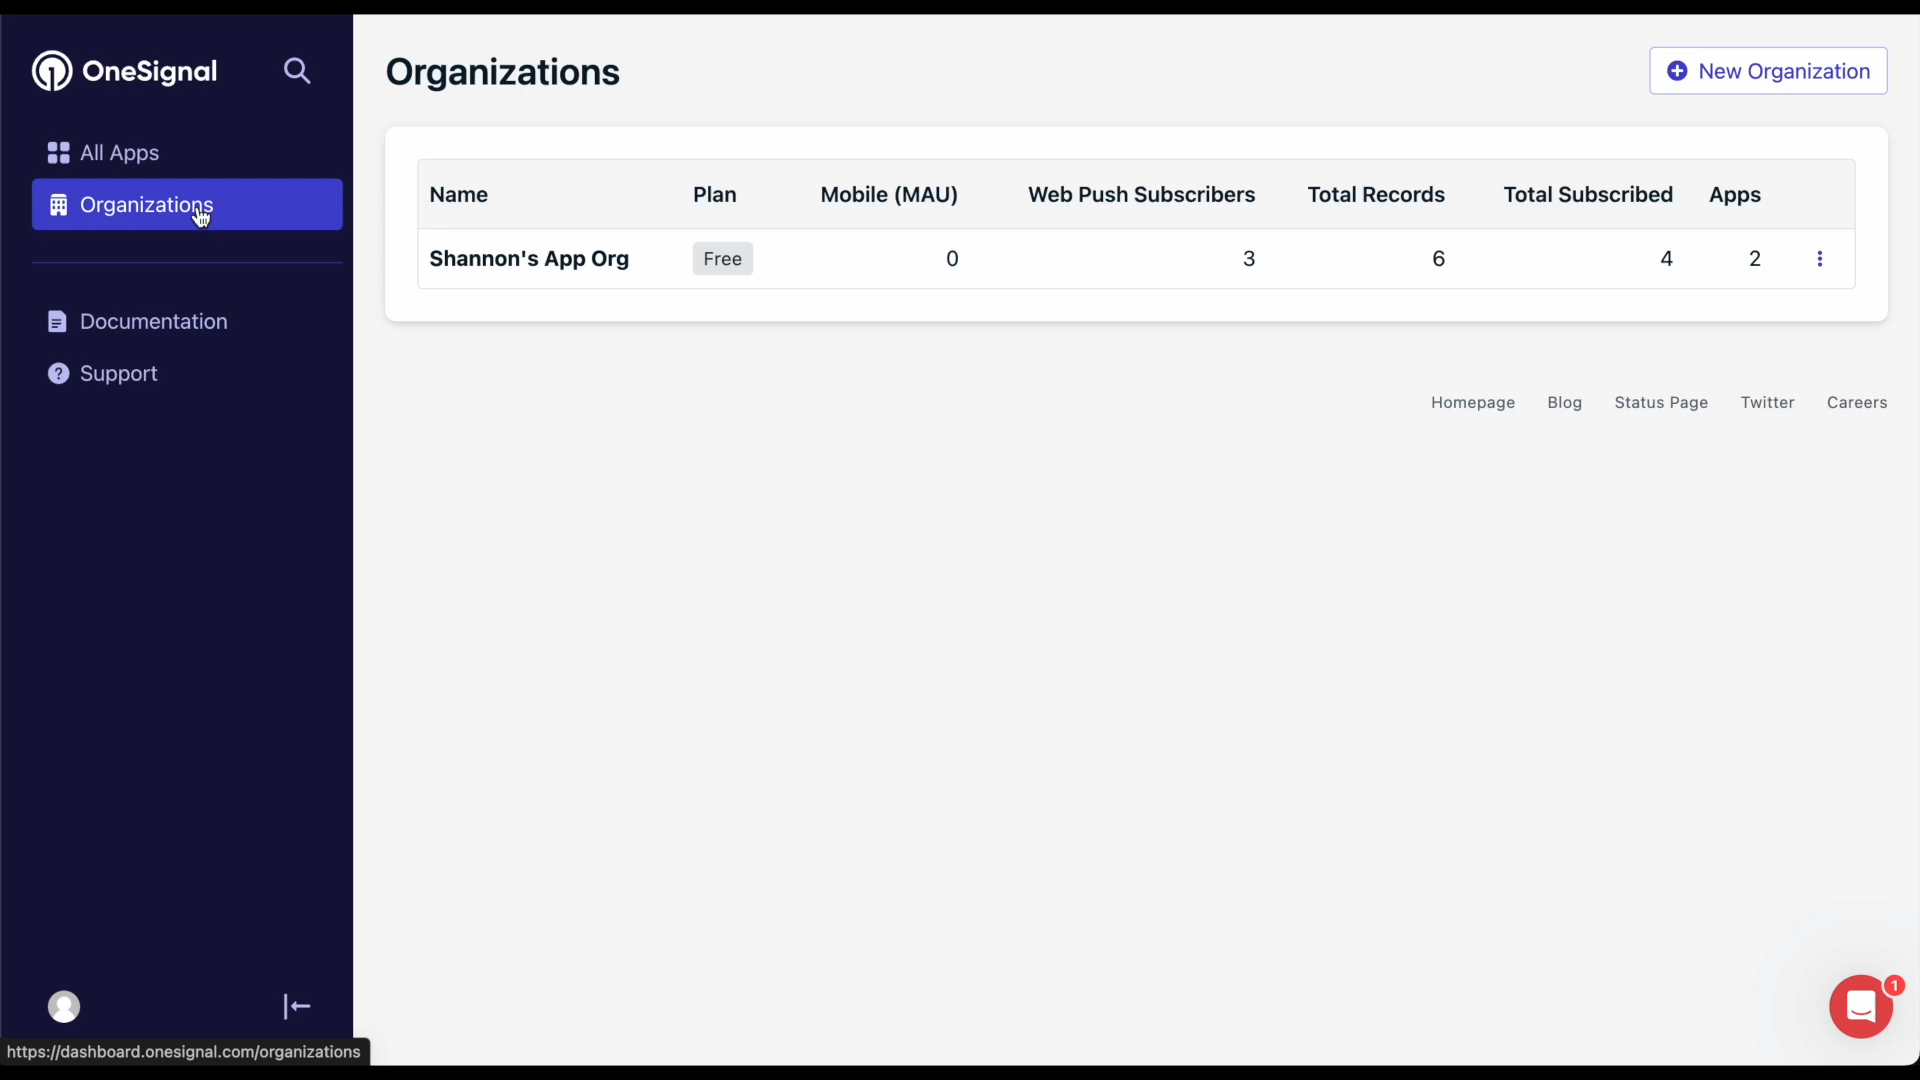 OneSignal
All Apps
Organizations
Documentation
? Support
Organizations
New Organization
Name Plan Mobile (MAU) Web Push Subscribers Total Records Total Subscribed Apps
Shannon's App Org Free 0 3 6 4 2
Homepage Blog Status Page Twitter Careers
1
https://dashboard.onesignal.com/organizations